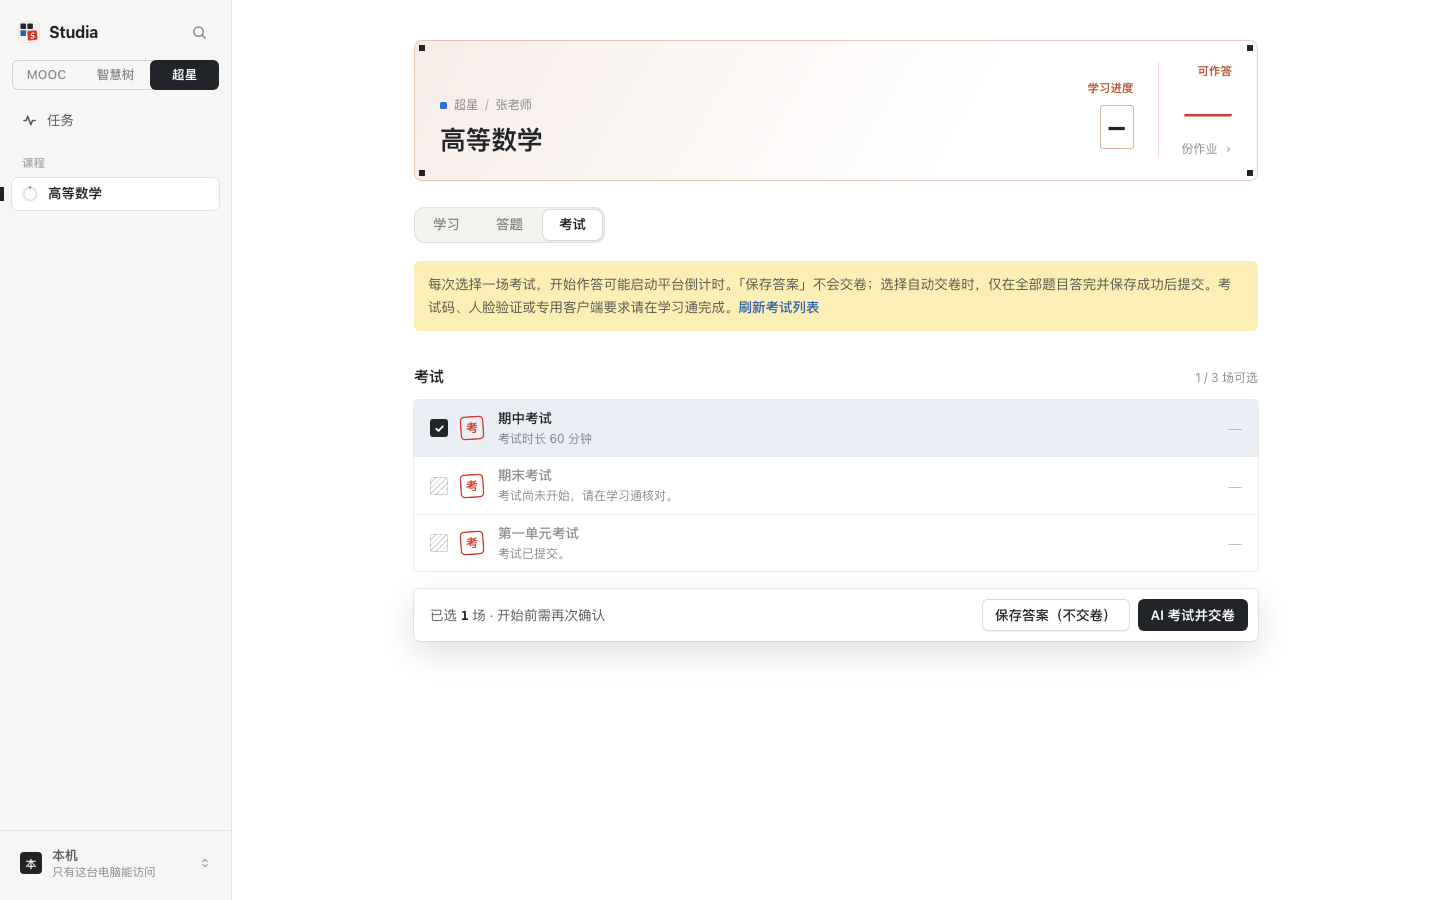 Studia
MOOC 智慧树 超星
任务
课程
高等数学
本
本机
只有这台电脑能访问
超星 / 张老师
高等数学
学习进度
—
可作答
—
份作业 ›
学习 答题 考试
每次选择一场考试，开始作答可能启动平台倒计时。「保存答案」不会交卷；选择自动交卷时，仅在全部题目答完并保存成功后提交。考
试码、人脸验证或专用客户端要求请在学习通完成。刷新考试列表
考试
1 / 3 场可选
考
期中考试
考试时长 60 分钟
—
考
期末考试
考试尚未开始，请在学习通核对。
—
考
第一单元考试
考试已提交。
—
已选 1 场 · 开始前需再次确认
保存答案（不交卷）
AI 考试并交卷